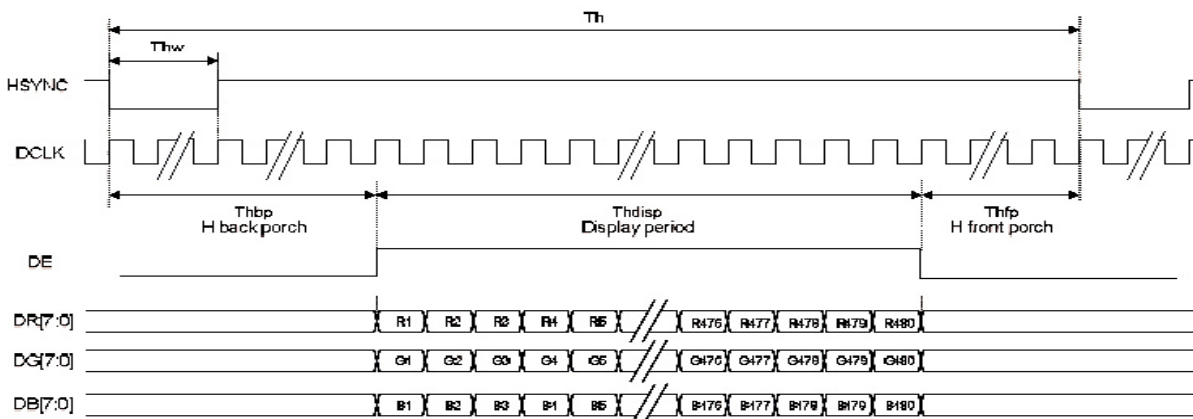 Th
Thw
HSYNC
DCLK
Thbp Thdisp Thfp
H back porch Display period H front porch
DE
DR[7:0] R1 R2 R3 R4 R5 R476 R477 R478 R479 R480
DG[7:0] G1 G2 G3 G4 G5 G476 G477 G478 G479 G480
DB[7:0] B1 B2 B3 B4 B5 B476 B477 B478 B479 B480